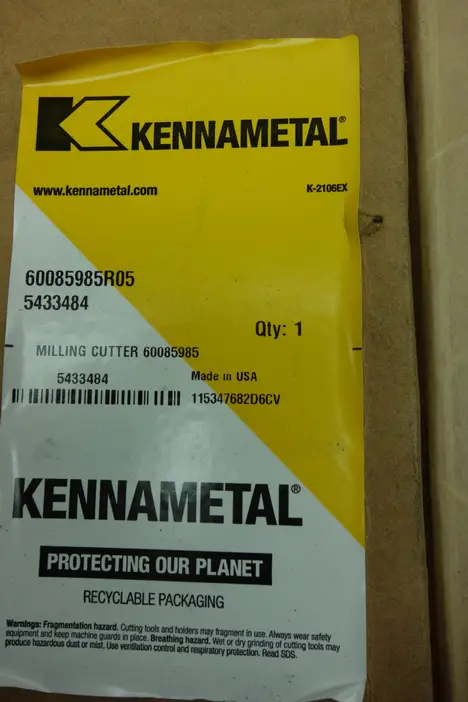 KENNAMETAL®
www.kennametal.com K-2106EX
60085985R05
5433484
Qty: 1
MILLING CUTTER 60085985
5433484 Made in USA
115347682D6CV
KENNAMETAL®
PROTECTING OUR PLANET
RECYCLABLE PACKAGING
Warnings: Fragmentation hazard. Cutting tools and holders may fragment in use. Always wear safety
equipment and keep machine guards in place. Breathing hazard. Wet or dry grinding of cutting tools may
produce hazardous dust or mist. Use ventilation control and respiratory protection. Read SDS.